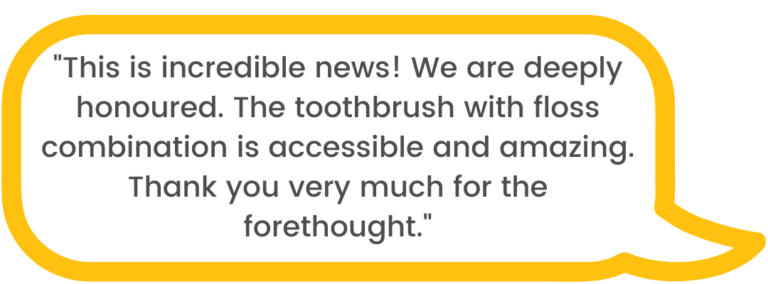 "This is incredible news! We are deeply
honoured. The toothbrush with floss
combination is accessible and amazing.
Thank you very much for the
forethought."